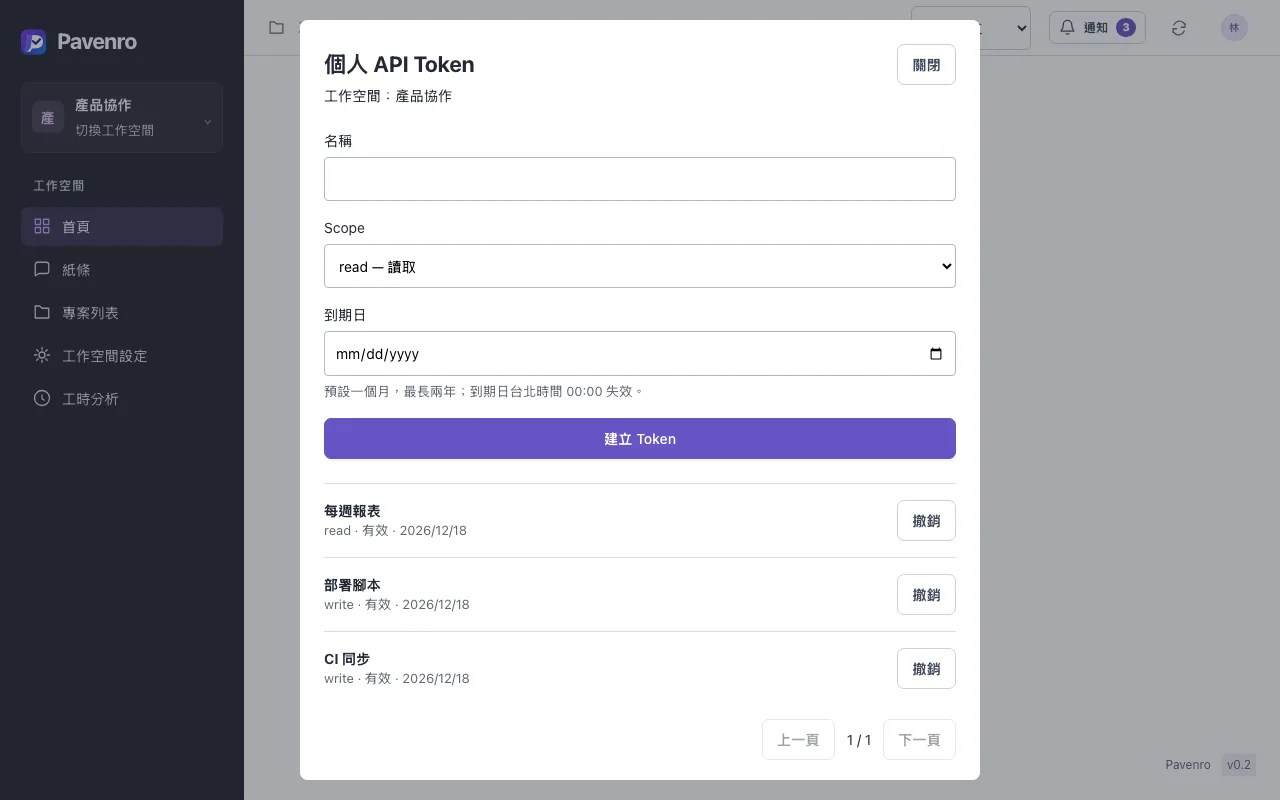 Pavenro
產
產品協作
切換工作空間
工作空間
首頁
紙條
專案列表
工作空間設定
工時分析
通知
3
林
個人 API Token
關閉
工作空間：產品協作
名稱
Scope
read — 讀取
到期日
mm/dd/yyyy
預設一個月，最長兩年；到期日台北時間 00:00 失效。
建立 Token
每週報表
read · 有效 · 2026/12/18
撤銷
部署腳本
write · 有效 · 2026/12/18
撤銷
CI 同步
write · 有效 · 2026/12/18
撤銷
上一頁
1 / 1
下一頁
Pavenro
v0.2